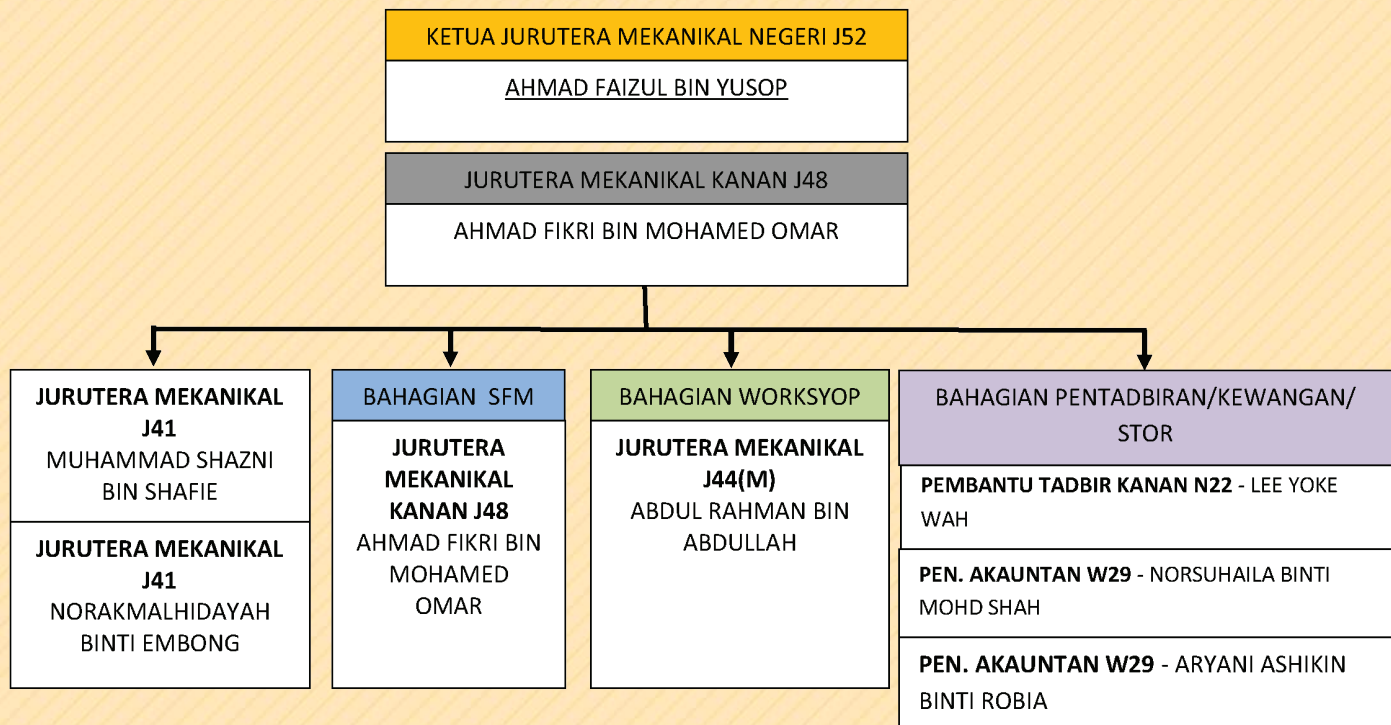 KETUA JURUTERA MEKANIKAL NEGERI J52
AHMAD FAIZUL BIN YUSOP
JURUTERA MEKANIKAL KANAN J48
AHMAD FIKRI BIN MOHAMED OMAR
JURUTERA MEKANIKAL
J41
MUHAMMAD SHAZNI
BIN SHAFIE
JURUTERA MEKANIKAL
J41
NORAKMALHIDAYAH
BINTI EMBONG
BAHAGIAN SFM
JURUTERA
MEKANIKAL
KANAN J48
AHMAD FIKRI BIN
MOHAMED
OMAR
BAHAGIAN WORKSYOP
JURUTERA MEKANIKAL
J44(M)
ABDUL RAHMAN BIN
ABDULLAH
BAHAGIAN PENTADBIRAN/KEWANGAN/
STOR
PEMBANTU TADBIR KANAN N22 - LEE YOKE
WAH
PEN. AKAUNTAN W29 - NORSUHAILA BINTI
MOHD SHAH
PEN. AKAUNTAN W29 - ARYANI ASHIKIN
BINTI ROBIA